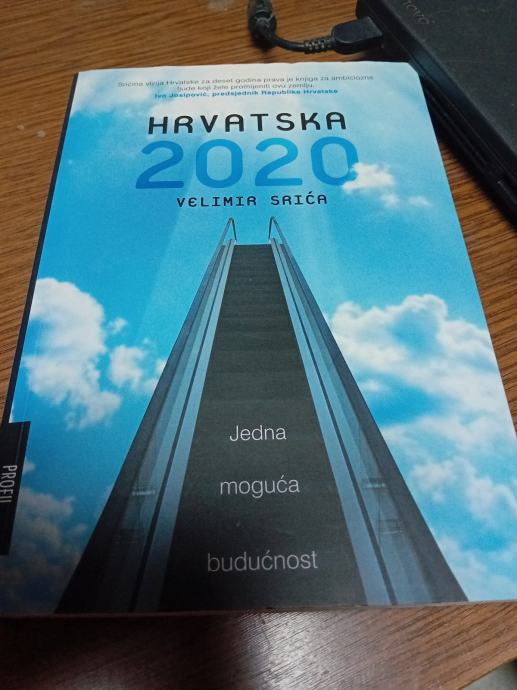 Srićina vizija Hrvatske za deset godina prava je knjiga za ambiciozne
ljude koji žele promijeniti ovu zemlju.
Ivo Josipović, predsjednik Republike Hrvatske
HRVATSKA
2020
VELIMIR SRIĆA
Jedna
moguća
budućnost
PROFIL